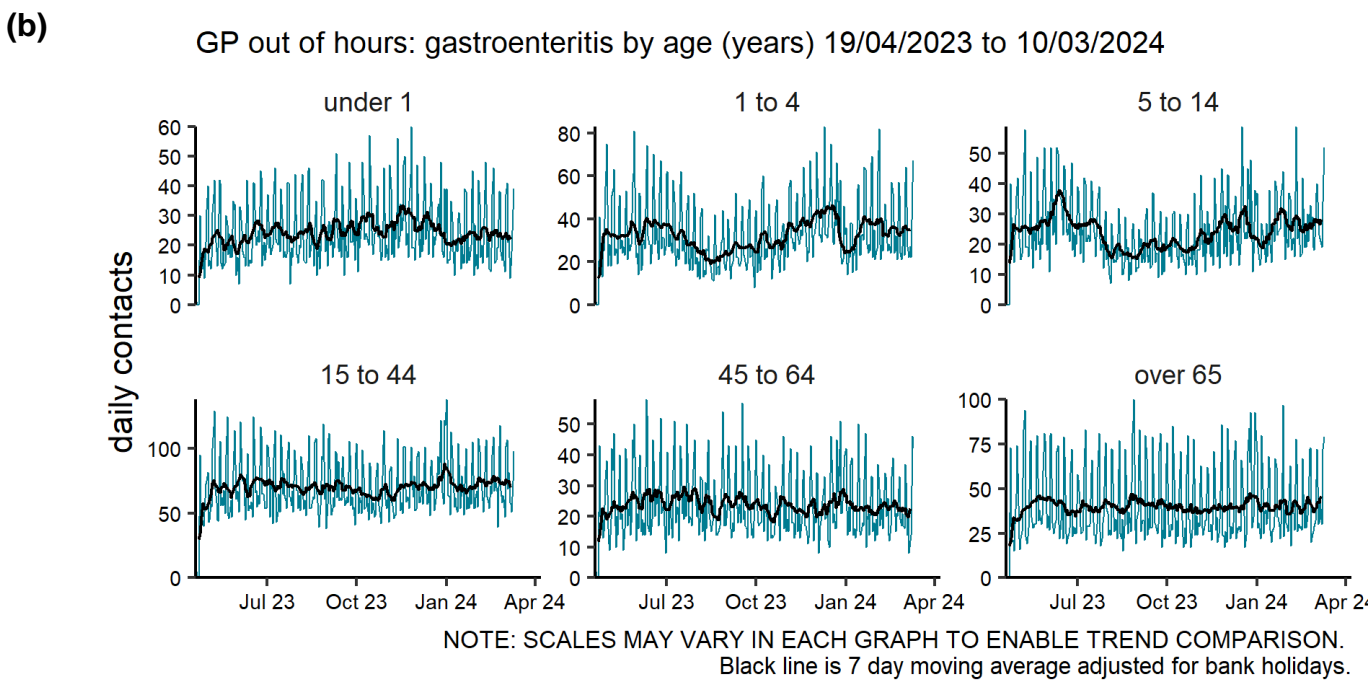 (b)
GP out of hours: gastroenteritis by age (years) 19/04/2023 to 10/03/2024
daily contacts
under 1
60
50
40
30
20
10
0
1 to 4
80
60
40
20
0
5 to 14
50
40
30
20
10
0
15 to 44
100
50
0
Jul 23 Oct 23 Jan 24 Apr 24
45 to 64
50
40
30
20
10
0
Jul 23 Oct 23 Jan 24 Apr 24
over 65
100
75
50
25
0
Jul 23 Oct 23 Jan 24 Apr
NOTE: SCALES MAY VARY IN EACH GRAPH TO ENABLE TREND COMPARISON.
Black line is 7 day moving average adjusted for bank holidays.